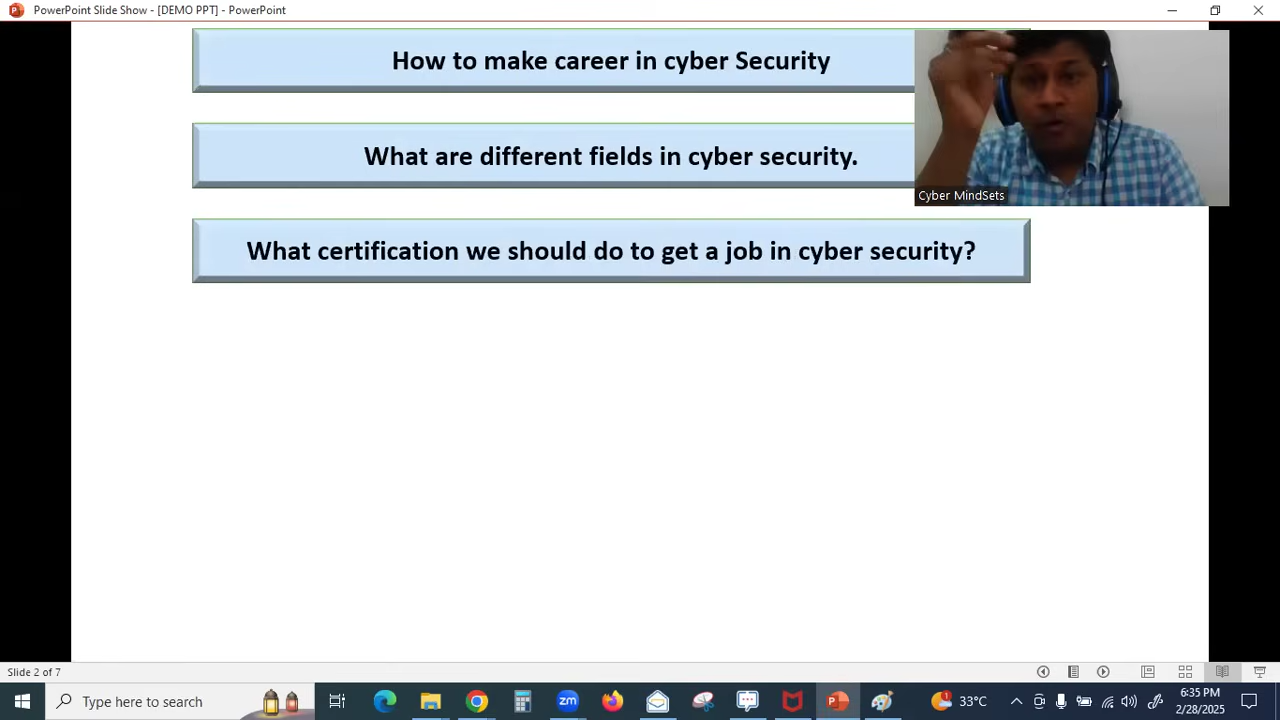 PowerPoint Slide Show - [DEMO PPT] - PowerPoint
How to make career in cyber Security
What are different fields in cyber security.
Cyber MindSets
What certification we should do to get a job in cyber security?
Slide 2 of 7
Type here to search
1
33°C
6:35 PM
2/28/2025